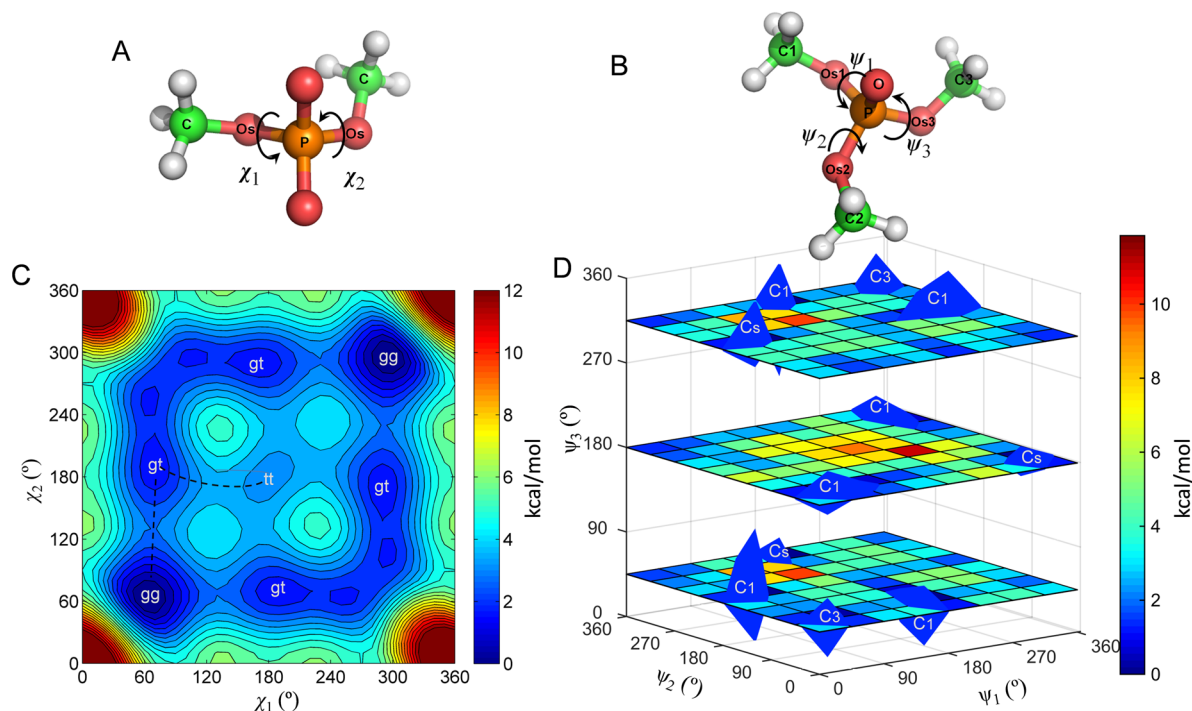 A
C
Os
P
Os
C
χ1
χ2
B
C1
Os1
ψ1
O
C3
P
Os3
ψ2
ψ3
Os2
C2
C
360
300
240
180
120
60
0
χ2 (º)
gt
gg
gt
tt
gt
gg
gt
0 60 120 180 240 300 360
χ1 (º)
12
10
8
6
4
2
0
kcal/mol
D
360
270
180
90
0
ψ3 (º)
C1
C3
C1
Cs
C1
C1
Cs
Cs
C1
C3
C1
360
270
180
90
0
ψ2 (º)
0
90
180
270
360
ψ1 (º)
10
8
6
4
2
0
kcal/mol